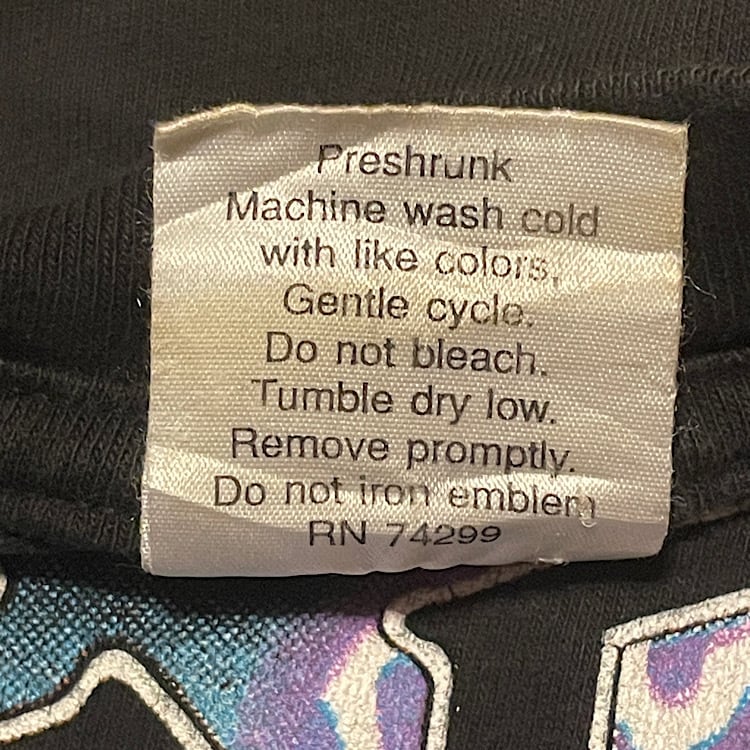 Preshrunk
Machine wash cold
with like colors,
Gentle cycle.
Do not bleach.
Tumble dry low.
Remove promptly.
Do not iron emblem
RN 74299